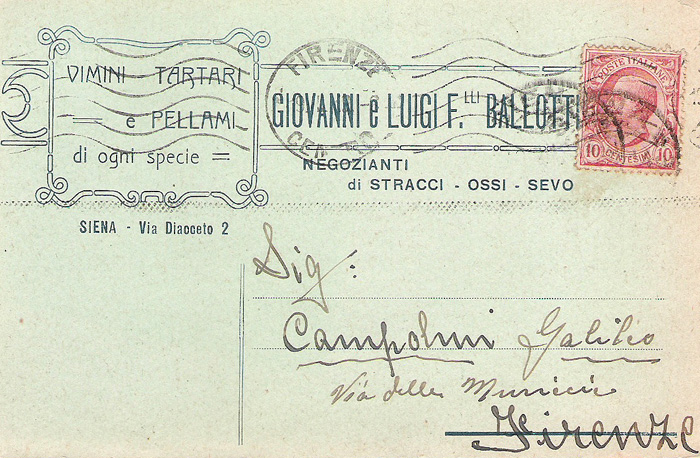 VIMINI - TARTARI
= e PELLAMI
di ogni specie =
SIENA - Via Diacceto 2
FIRENZE
CENTRO
GIOVANNI e LUIGI F.LLI BALLOTTI
NEGOZIANTI
di STRACCI - OSSI - SEVO
POSTE ITALIANE
10 CENTESIMI 10
Sig:
Campolmi Galileo
Via delle
Firenze